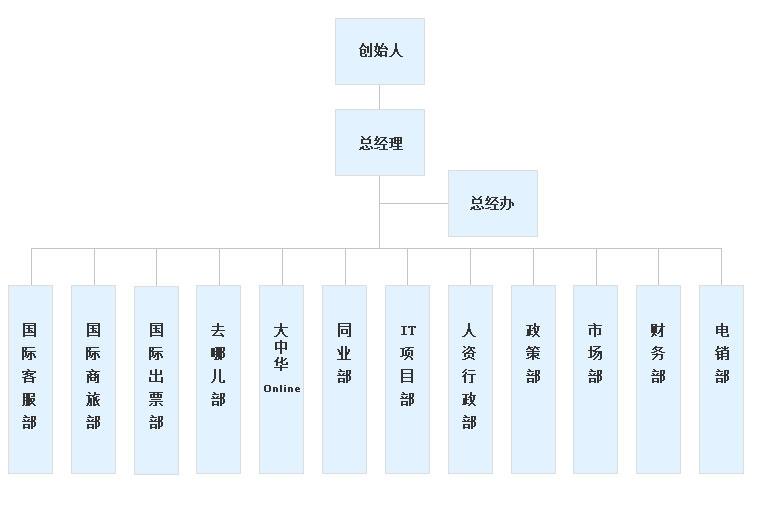 创始人
总经理
总经办
国际客服部
国际商旅部
国际出票部
去哪儿部
大中华
Online
同业部
IT项目部
人资行政部
政策部
市场部
财务部
电销部